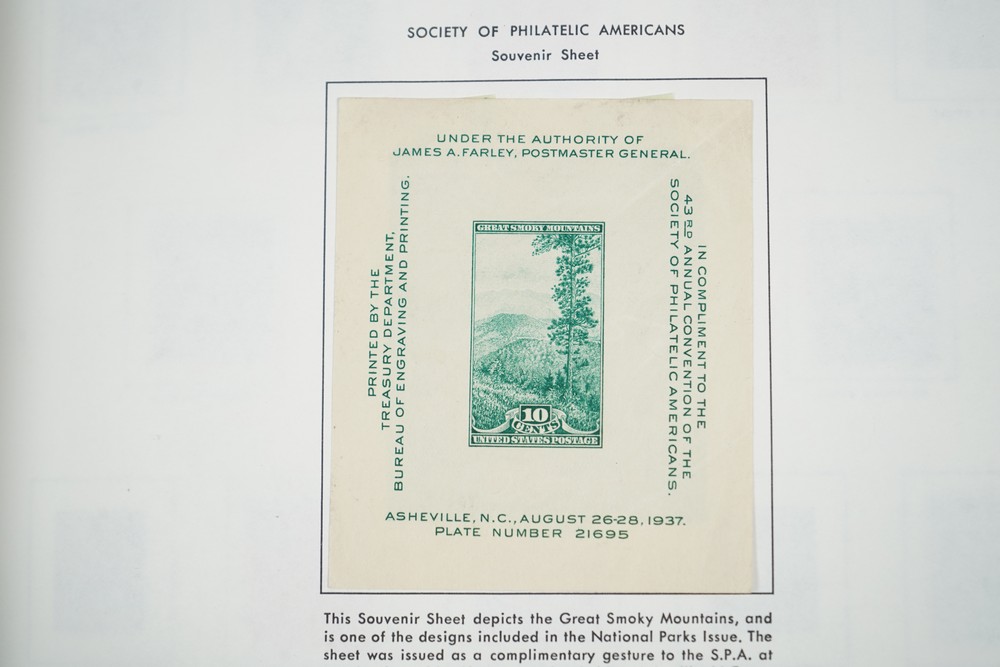 SOCIETY OF PHILATELIC AMERICANS
Souvenir Sheet
UNDER THE AUTHORITY OF
JAMES A. FARLEY, POSTMASTER GENERAL.
PRINTED BY THE
TREASURY DEPARTMENT,
BUREAU OF ENGRAVING AND PRINTING.
GREAT SMOKY MOUNTAINS
10
CENTS
UNITED STATES POSTAGE
IN COMPLIMENT TO THE
43RD ANNUAL CONVENTION OF THE
SOCIETY OF PHILATELIC AMERICANS.
ASHEVILLE, N.C., AUGUST 26-28, 1937.
PLATE NUMBER 21695
This Souvenir Sheet depicts the Great Smoky Mountains, and
is one of the designs included in the National Parks Issue. The
sheet was issued as a complimentary gesture to the S.P.A. at